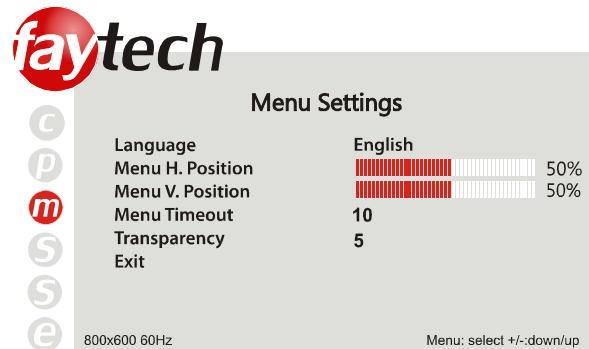 faytech
Menu Settings
c
p
m
s
s
e
Language English
Menu H. Position 50%
Menu V. Position 50%
Menu Timeout 10
Transparency 5
Exit
800x600 60Hz Menu: select +/-:down/up